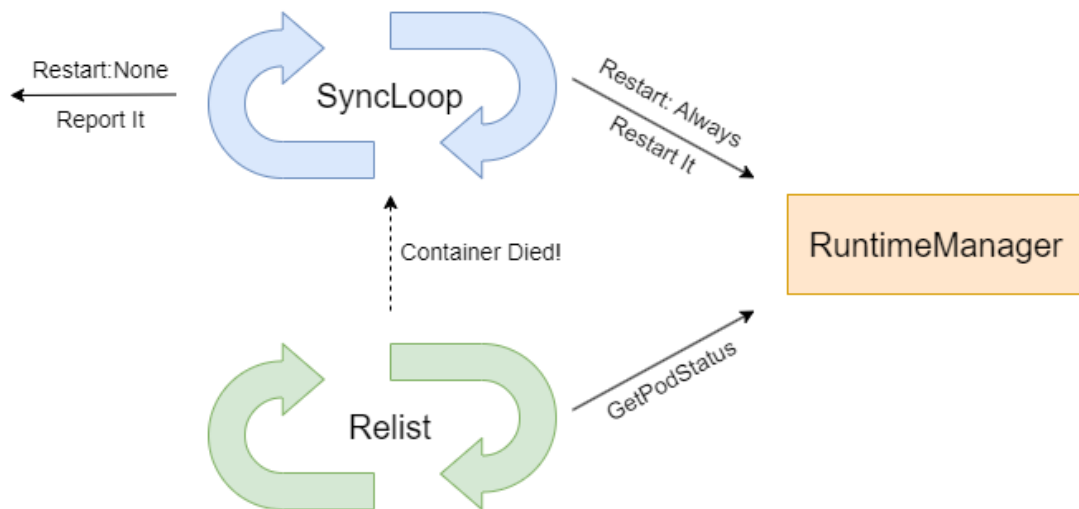 Restart:None
Report It
SyncLoop
Restart: Always
Restart It
RuntimeManager
Container Died!
Relist
GetPodStatus